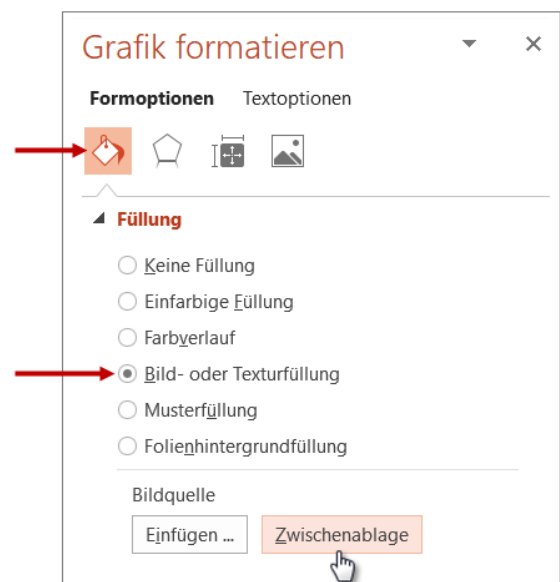 Grafik formatieren
Formoptionen Textoptionen
Füllung
Keine Füllung
Einfarbige Füllung
Farbverlauf
Bild- oder Texturfüllung
Musterfüllung
Folienhintergrundfüllung
Bildquelle
Einfügen ... Zwischenablage